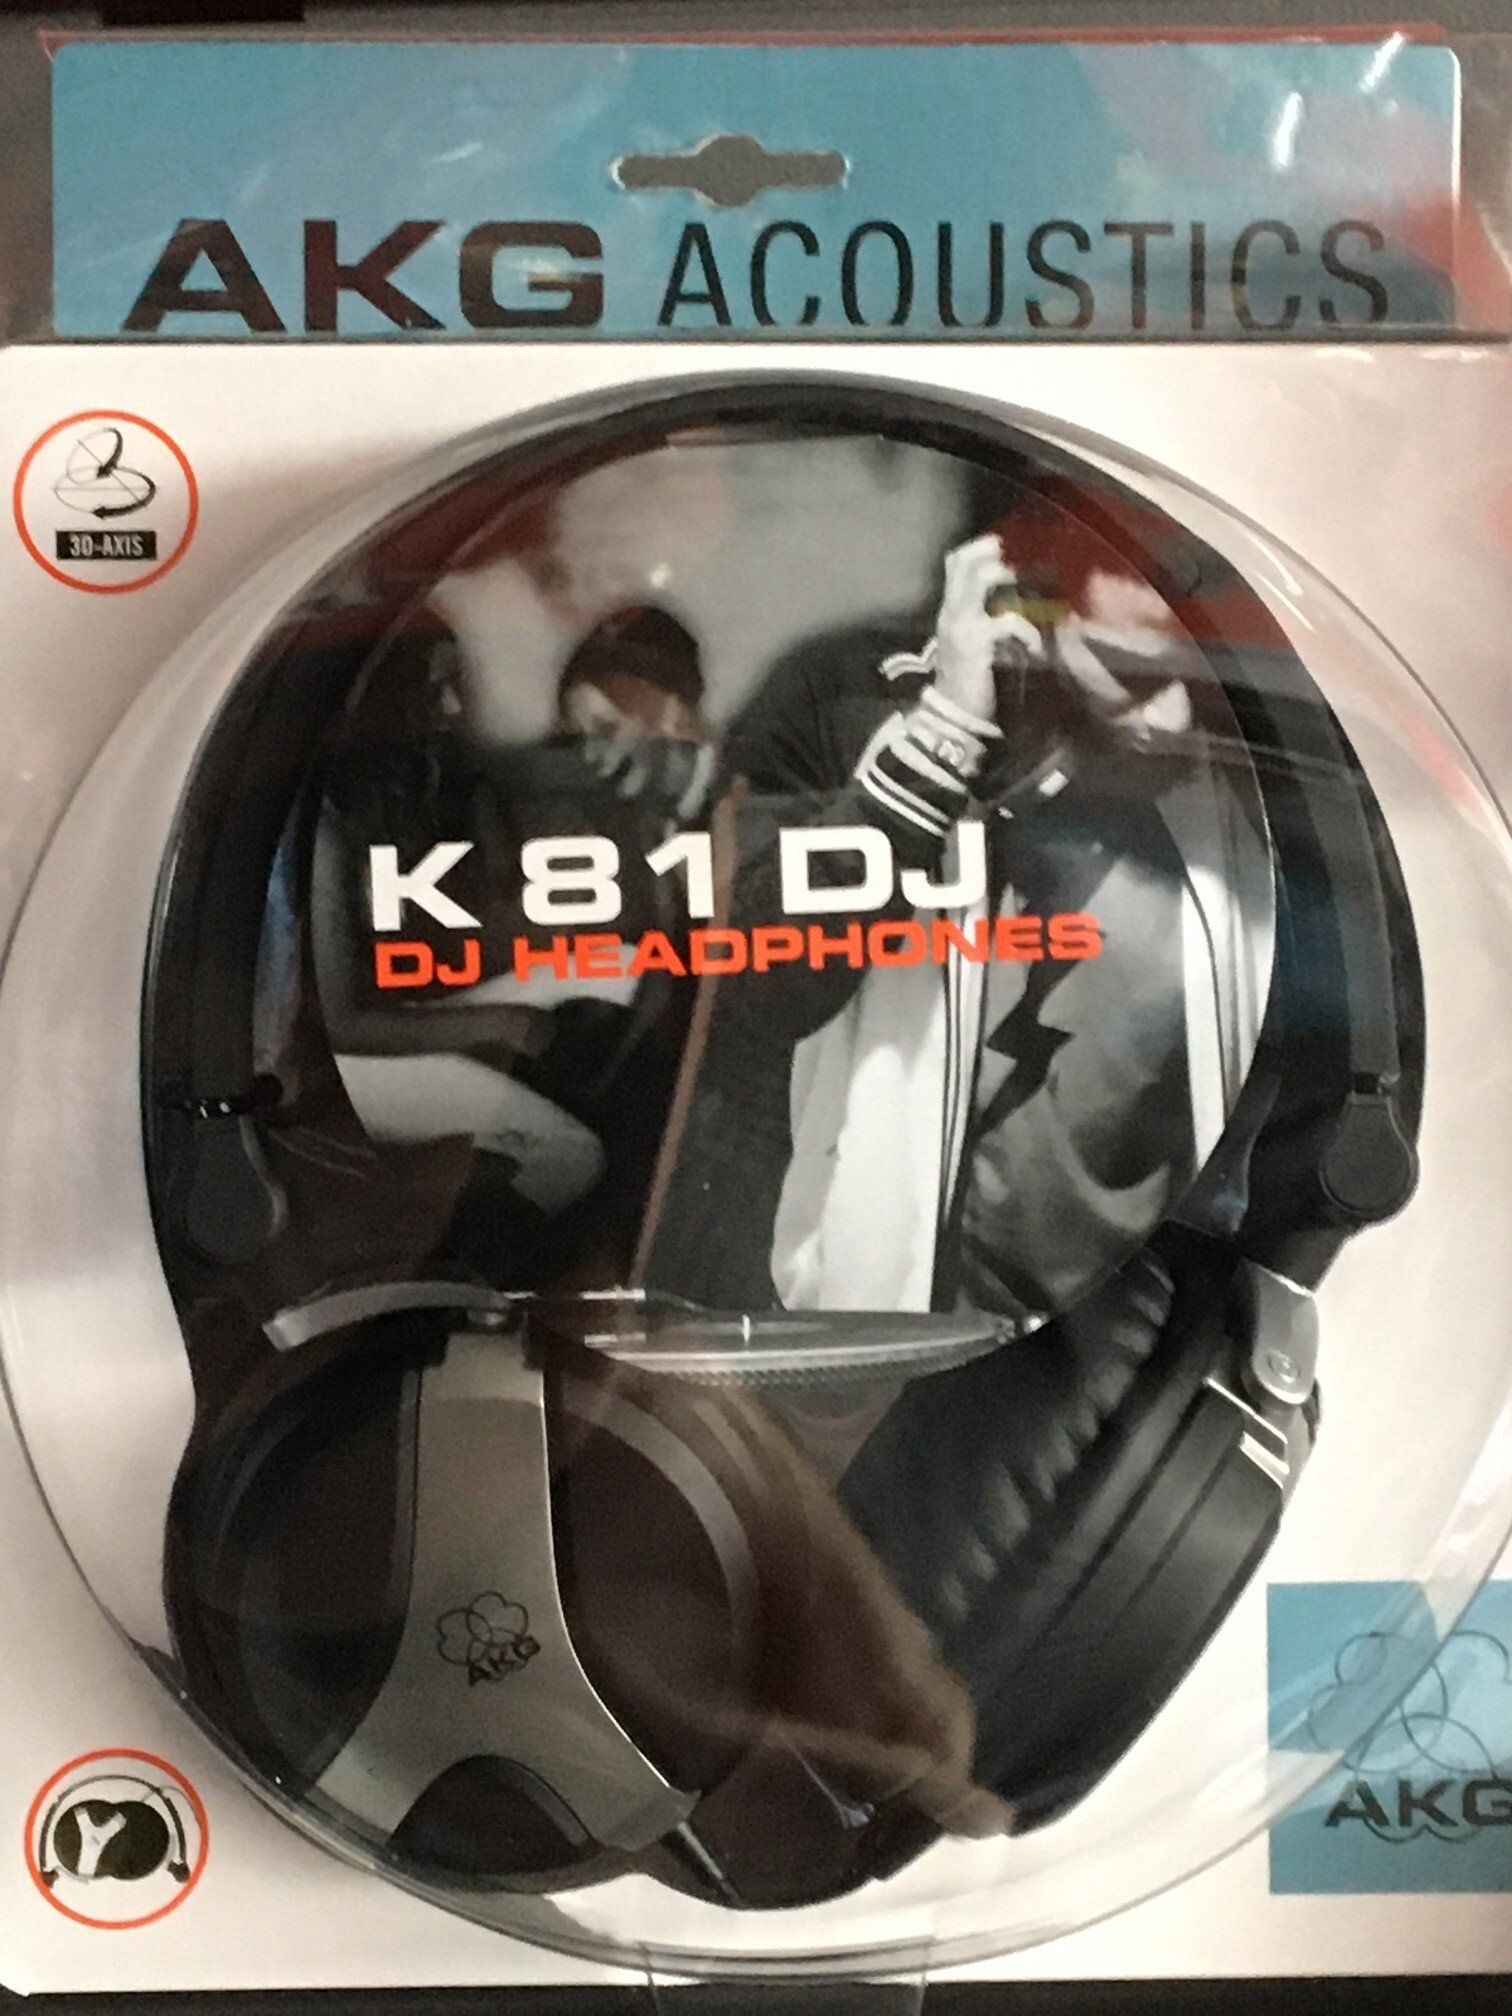 AKG ACOUSTICS
3D-AXIS
K 81 DJ
DJ HEADPHONES
AKG
AKG